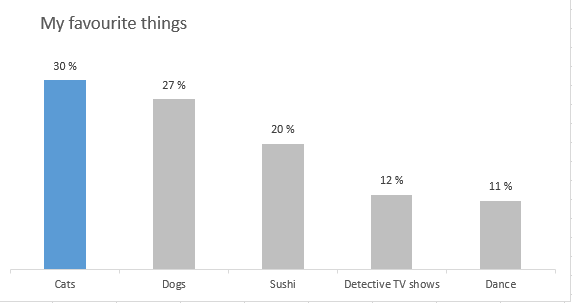 My favourite things
30 %
27 %
20 %
12 %
11 %
Cats
Dogs
Sushi
Detective TV shows
Dance